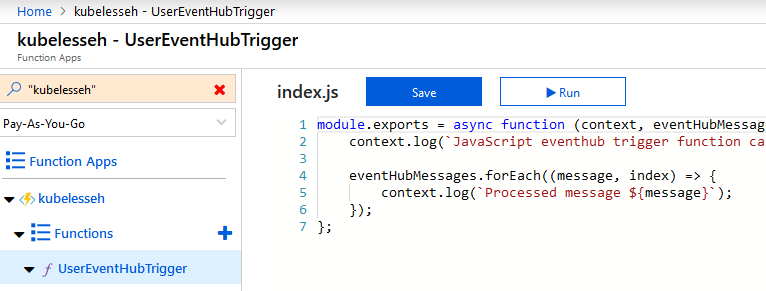 Home > kubelesseh - UserEventHubTrigger
kubelesseh - UserEventHubTrigger
Function Apps
"kubelesseh"
Pay-As-You-Go
Function Apps
kubelesseh
Functions
UserEventHubTrigger
index.js
Save
Run
1 module.exports = async function (context, eventHubMessag
2 context.log(`JavaScript eventhub trigger function ca
3
4 eventHubMessages.forEach((message, index) => {
5 context.log(`Processed message ${message}`);
6 });
7 };